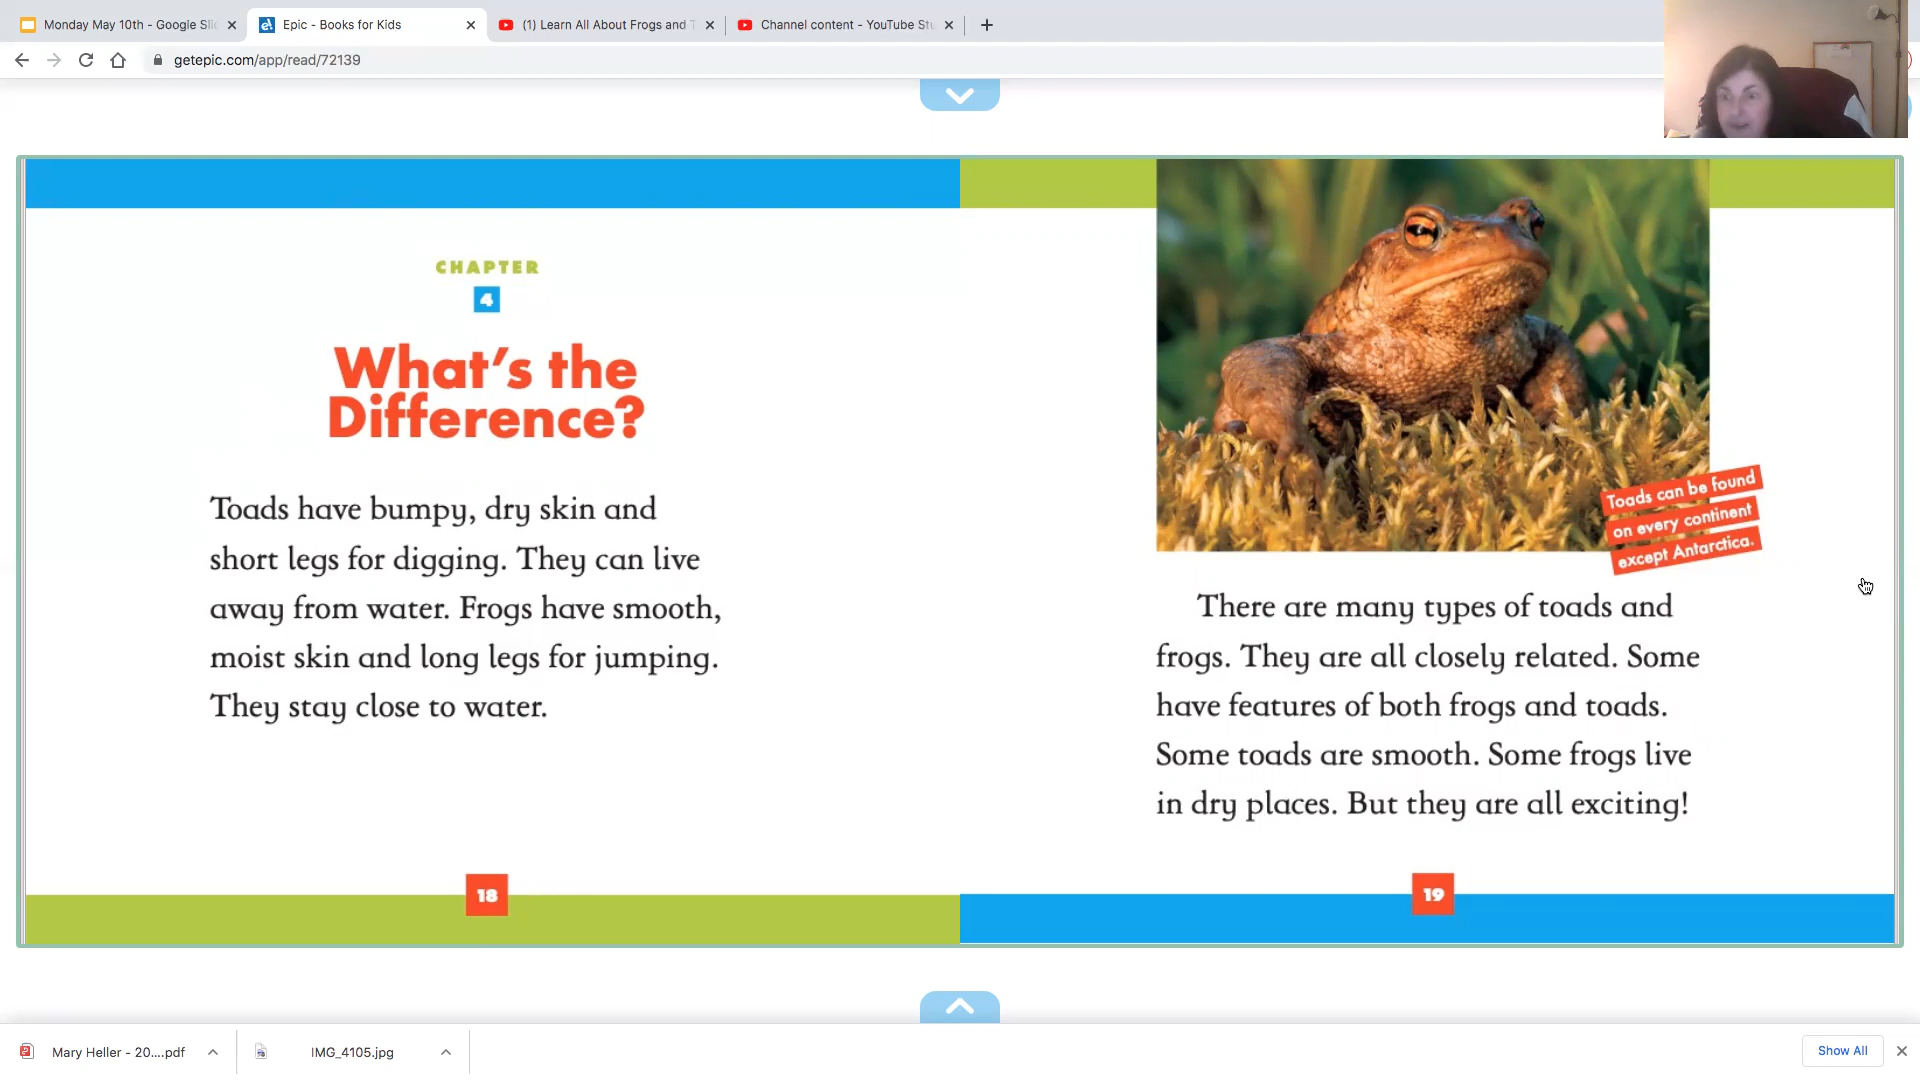 Monday May 10th - Google Slic
Epic - Books for Kids
(1) Learn All About Frogs and T
Channel content - YouTube Stu
getepic.com/app/read/72139
CHAPTER
4
What's the
Difference?
Toads have bumpy, dry skin and
short legs for digging. They can live
away from water. Frogs have smooth,
moist skin and long legs for jumping.
They stay close to water.
18
Toads can be found
on every continent
except Antarctica.
There are many types of toads and
frogs. They are all closely related. Some
have features of both frogs and toads.
Some toads are smooth. Some frogs live
in dry places. But they are all exciting!
19
Mary Heller - 20....pdf
IMG_4105.jpg
Show All